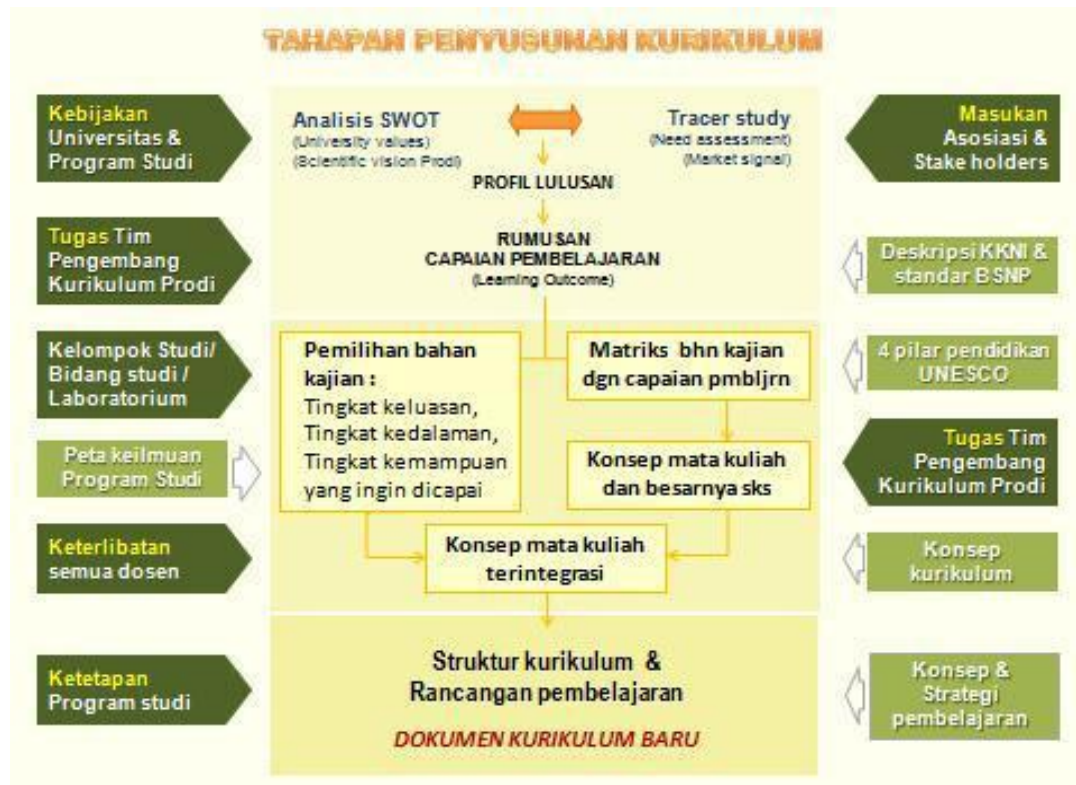 TAHAPAN PENYUSUNAN KURIKULUM
Kebijakan
Universitas &
Program Studi
Analisis SWOT
(University values)
(Scientific vision Prodi)
Tracer study
(Need assessment)
(Market signal)
Masukan
Asosiasi &
Stake holders
PROFIL LULUSAN
Tugas Tim
Pengembang
Kurikulum Prodi
RUMUSAN
CAPAIAN PEMBELAJARAN
(Learning Outcome)
Deskripsi KKNI &
standar BSNP
Kelompok Studi/
Bidang studi /
Laboratorium
Pemilihan bahan
kajian :
Tingkat keluasan,
Tingkat kedalaman,
Tingkat kemampuan
yang ingin dicapai
Matriks bhn kajian
dgn capaian pmbljrn
4 pilar pendidikan
UNESCO
Peta keilmuan
Program Studi
Konsep mata kuliah
dan besarnya sks
Tugas Tim
Pengembang
Kurikulum Prodi
Keterlibatan
semua dosen
Konsep mata kuliah
terintegrasi
Konsep
kurikulum
Ketetapan
Program studi
Struktur kurikulum &
Rancangan pembelajaran
DOKUMEN KURIKULUM BARU
Konsep &
Strategi
pembelajaran